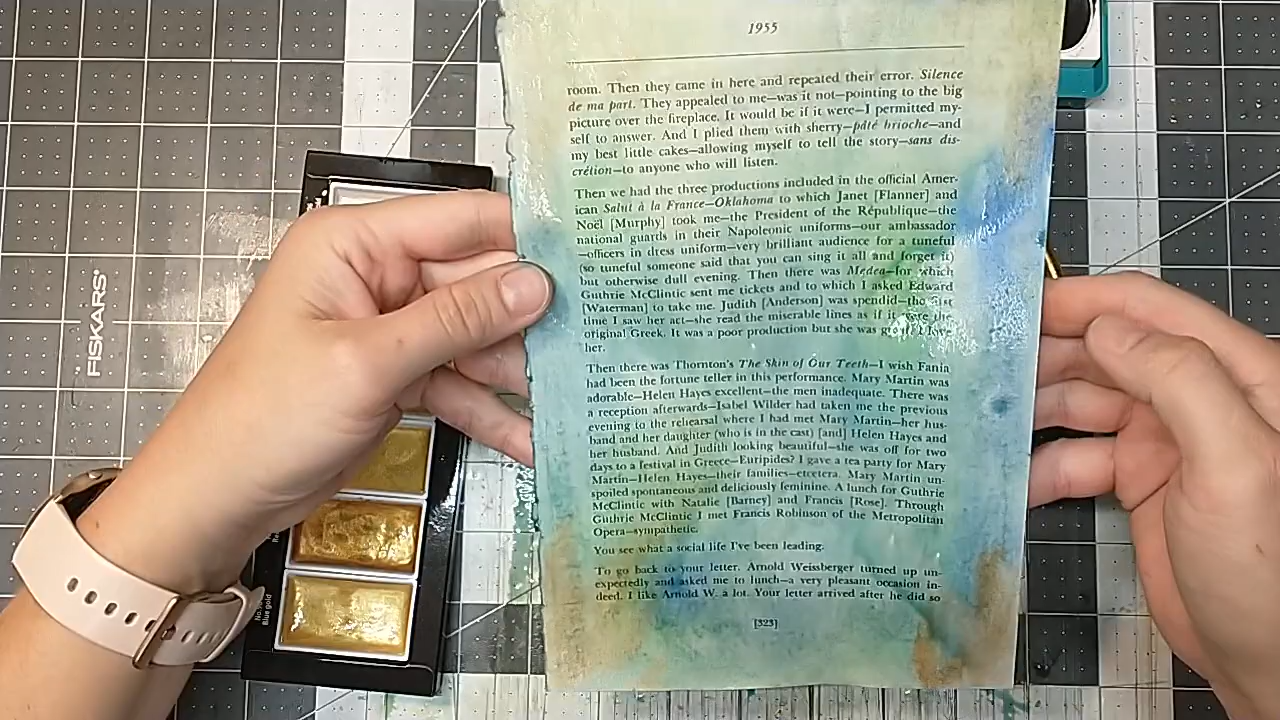 1955
room. Then they came in here and repeated their error. Silence
de ma part. They appealed to me—was it not—pointing to the big
picture over the fireplace. It would be if it were—I permitted my-
self to answer. And I plied them with sherry—pâté brioche—and
my best little cakes—allowing myself to tell the story—sans dis-
crétion—to anyone who will listen.
Then we had the three productions included in the official Amer-
ican Salut à la France—Oklahoma to which Janet [Flanner] and
Noël [Murphy] took me—the President of the République—the
national guards in their Napoleonic uniforms—our ambassador
—officers in dress uniform—very brilliant audience for a tuneful
(so tuneful someone said that you can sing it all and forget it)
but otherwise dull evening. Then there was Medea—for which
Guthrie McClintic sent me tickets and to which I asked Edward
[Waterman] to take me. Judith [Anderson] was spendid—the first
time I saw her act—she read the miserable lines as if it were the
original Greek. It was a poor production but she was
her.
Then there was Thornton's The Skin of Our Teeth—I wish Fania
had been the fortune teller in this performance. Mary Martin was
adorable—Helen Hayes excellent—the men inadequate. There was
a reception afterwards—Isabel Wilder had taken me the previous
evening to the rehearsal where I had met Mary Martin—her hus-
band and her daughter (who is in the cast) [and] Helen Hayes and
her husband. And Judith looking beautiful—she was off for two
days to a festival in Greece—Euripides? I gave a tea party for Mary
Martin—Helen Hayes—their families—etcetera. Mary Martin un-
spoiled spontaneous and deliciously feminine. A lunch for Guthrie
McClintic with Natalie [Barney] and Francis [Rose]. Through
Guthrie McClintic I met Francis Robinson of the Metropolitan
Opera—sympathetic.
You see what a social life I've been leading.
To go back to your letter. Arnold Weissberger turned up un-
expectedly and asked me to lunch—a very pleasant occasion in-
deed. I like Arnold W. a lot. Your letter arrived after he did so
[323]
FISKARS
Blue gold